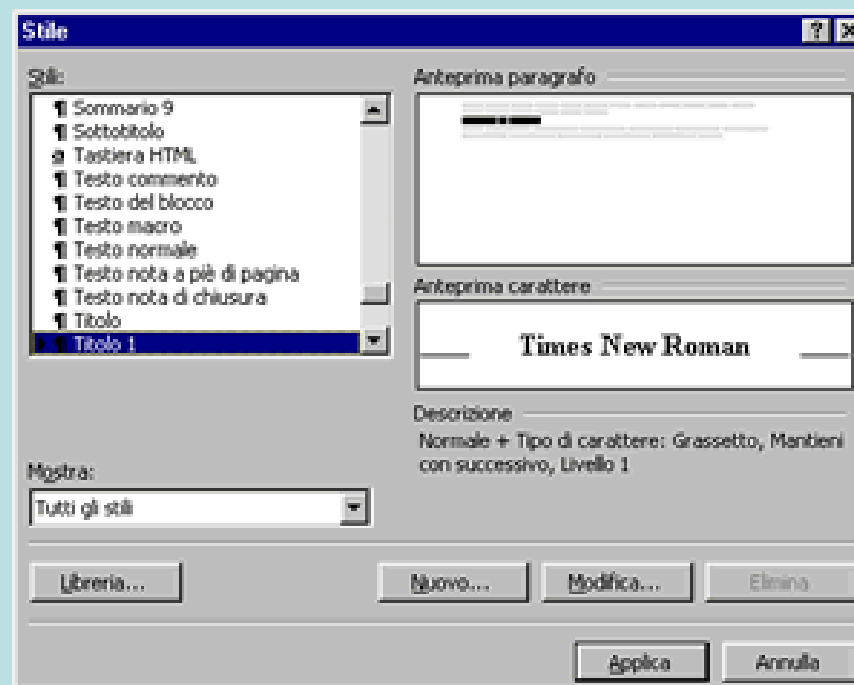 Stile
Stili:
¶ Sommario 9
¶ Sottotitolo
a Tastiera HTML
¶ Testo commento
¶ Testo del blocco
¶ Testo macro
¶ Testo normale
¶ Testo nota a piè di pagina
¶ Testo nota di chiusura
¶ Titolo
¶ Titolo 1
Mostra:
Tutti gli stili
Anteprima paragrafo
Anteprima carattere
Times New Roman
Descrizione
Normale + Tipo di carattere: Grassetto, Mantieni
con successivo, Livello 1
Libreria... Nuovo... Modifica... Elimina
Applica Annulla